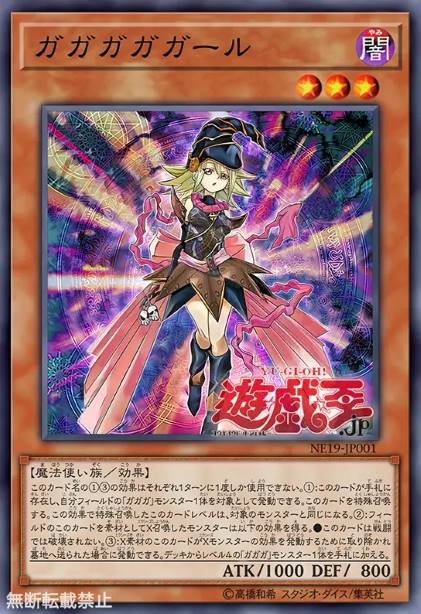 ガガガガガール
闇
やみ
YU-GI-OH!
遊戯王
.jp
NE19-JP001
【魔法使い族／効果】
このカード名の①③の効果はそれぞれ1ターンに1度しか使用できない。①：このカードが手札に
存在し、自分フィールドの「ガガガ」モンスター1体を対象として発動できる。このカードを特殊召喚
する。この効果で特殊召喚したこのカードレベルは、対象のモンスターと同じになる。②：フィー
ルドのこのカードを素材としてX召喚したモンスターは以下の効果を得る。●このカードは戦闘
では破壊されない。③：X素材のこのカードがXモンスターの効果を発動するために取り除かれ
墓地へ送られた場合に発動できる。デッキからレベル4の「ガガガ」モンスター1体を手札に加える。
ATK/1000 DEF/ 800
無断転載禁止
©高橋和希 スタジオ・ダイス/集英社